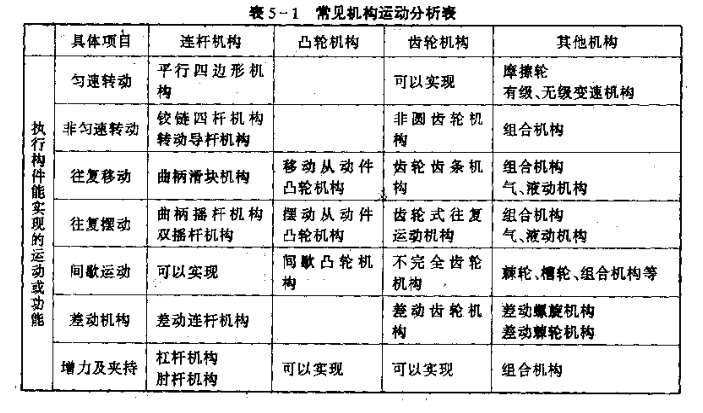 表5-1 常见机构运动分析表
具体项目 连杆机构 凸轮机构 齿轮机构 其他机构
执行构件能实现的运动或功能
匀速转动 平行四边形机构 可以实现 摩擦轮
有级、无级变速机构
非匀速转动 铰链四杆机构
转动导杆机构 非圆齿轮机构 组合机构
往复移动 曲柄滑块机构 移动从动件
凸轮机构 齿轮齿条机构 组合机构
气、液动机构
往复摆动 曲柄摇杆机构
双摇杆机构 摆动从动件
凸轮机构 齿轮式往复
运动机构 组合机构
气、液动机构
间歇运动 可以实现 间歇凸轮机构 不完全齿轮
机构 棘轮、槽轮、组合机构等
差动机构 差动连杆机构 差动齿轮机构 差动螺旋机构
差动棘轮机构
增力及夹持 杠杆机构
肘杆机构 可以实现 可以实现 组合机构